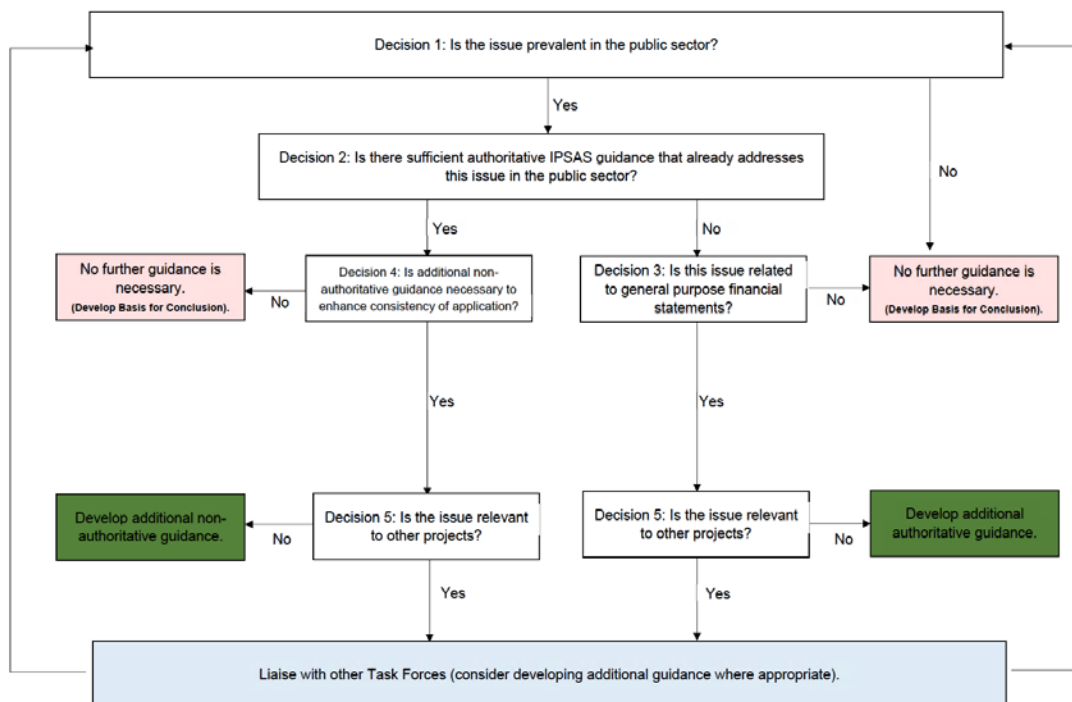 Decision 1: Is the issue prevalent in the public sector?
Yes
Decision 2: Is there sufficient authoritative IPSAS guidance that already addresses
this issue in the public sector?
No
Yes
No
No further guidance is
necessary.
(Develop Basis for Conclusion).
No
Decision 4: Is additional non-
authoritative guidance necessary to
enhance consistency of application?
Decision 3: Is this issue related
to general purpose financial
statements?
No
No further guidance is
necessary.
(Develop Basis for Conclusion).
Yes
Yes
Develop additional non-
authoritative guidance.
No
Decision 5: Is the issue relevant
to other projects?
Decision 5: Is the issue relevant
to other projects?
No
Develop additional
authoritative guidance.
Yes
Yes
Liaise with other Task Forces (consider developing additional guidance where appropriate).